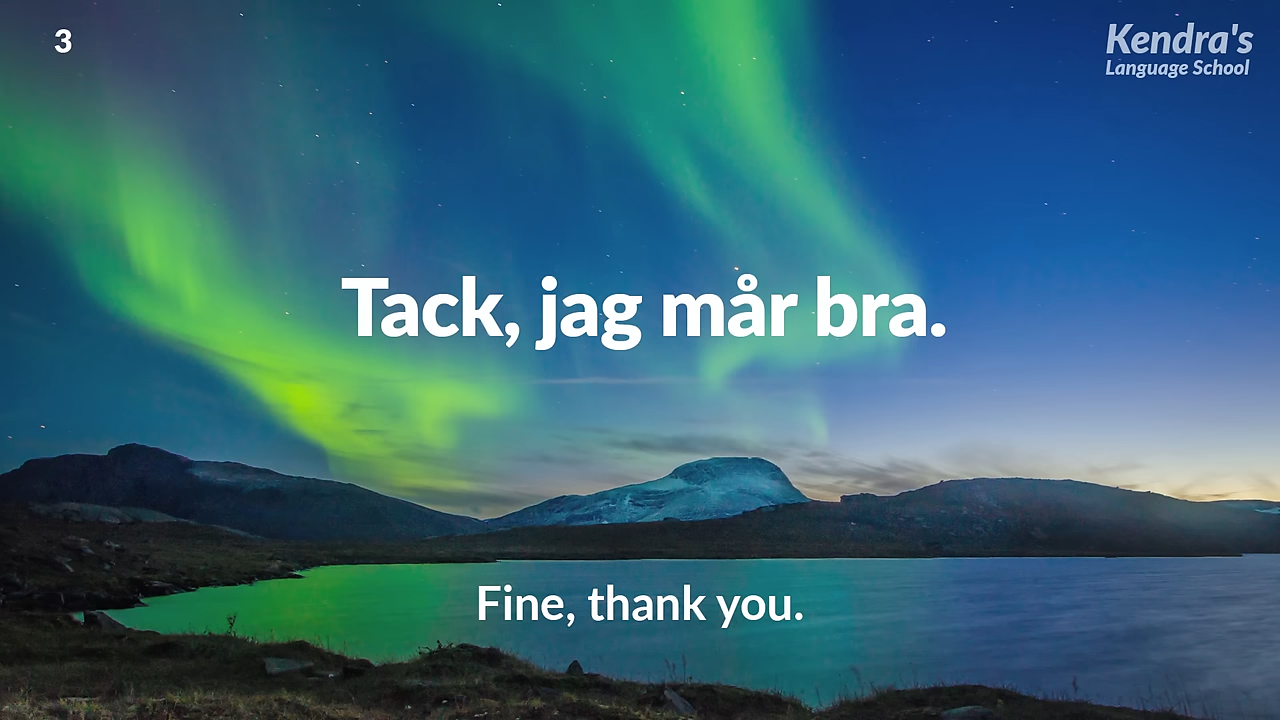 3
Kendra's
Language School
Tack, jag mår bra.
Fine, thank you.